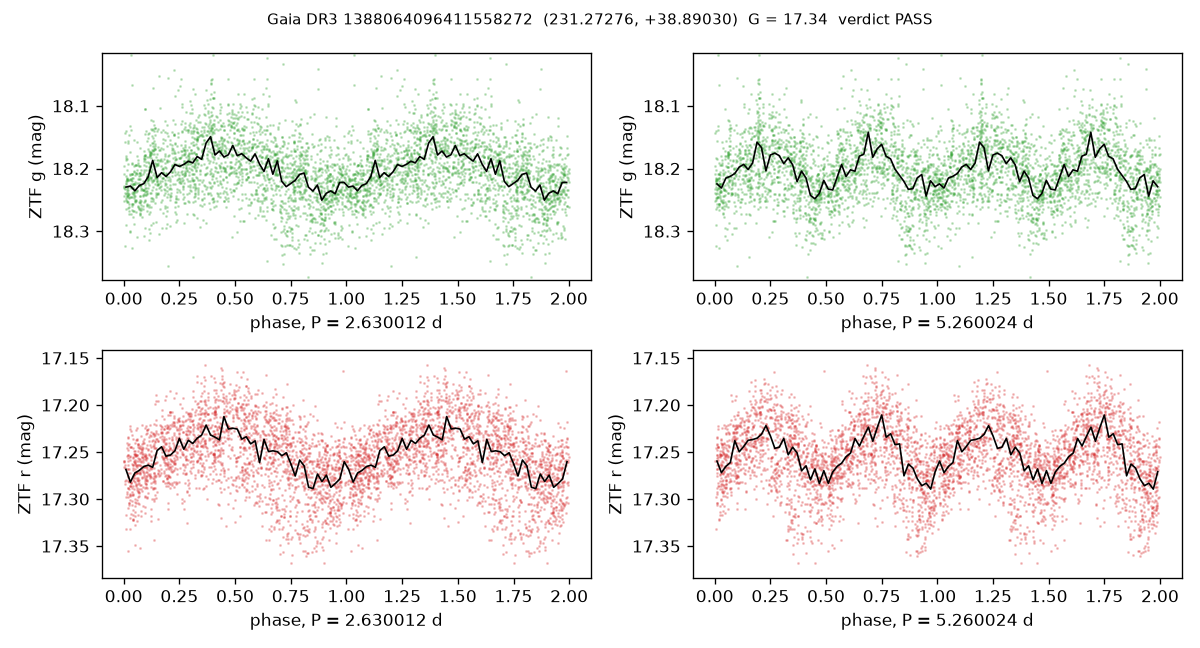 Gaia DR3 1388064096411558272  (231.27276, +38.89030)  G = 17.34  verdict PASS
ZTF g (mag)
18.1
18.2
18.3
0.00 0.25 0.50 0.75 1.00 1.25 1.50 1.75 2.00
phase, P = 2.630012 d
ZTF g (mag)
18.1
18.2
18.3
0.00 0.25 0.50 0.75 1.00 1.25 1.50 1.75 2.00
phase, P = 5.260024 d
ZTF r (mag)
17.15
17.20
17.25
17.30
17.35
0.00 0.25 0.50 0.75 1.00 1.25 1.50 1.75 2.00
phase, P = 2.630012 d
ZTF r (mag)
17.15
17.20
17.25
17.30
17.35
0.00 0.25 0.50 0.75 1.00 1.25 1.50 1.75 2.00
phase, P = 5.260024 d